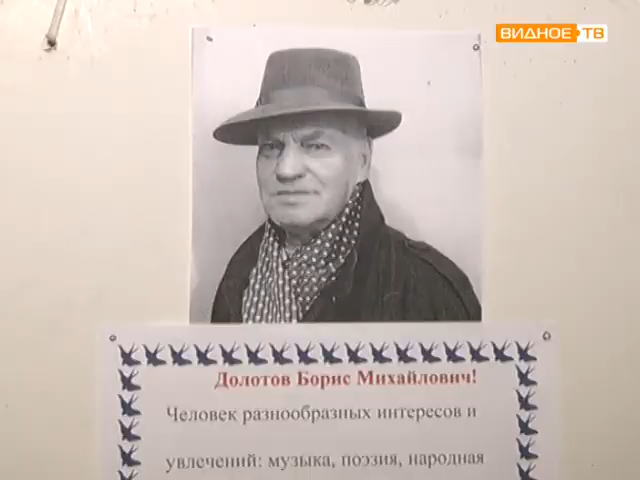 ВИДНОЕ ТВ
Долотов Борис Михайлович!
Человек разнообразных интересов и
увлечений: музыка, поэзия, народная